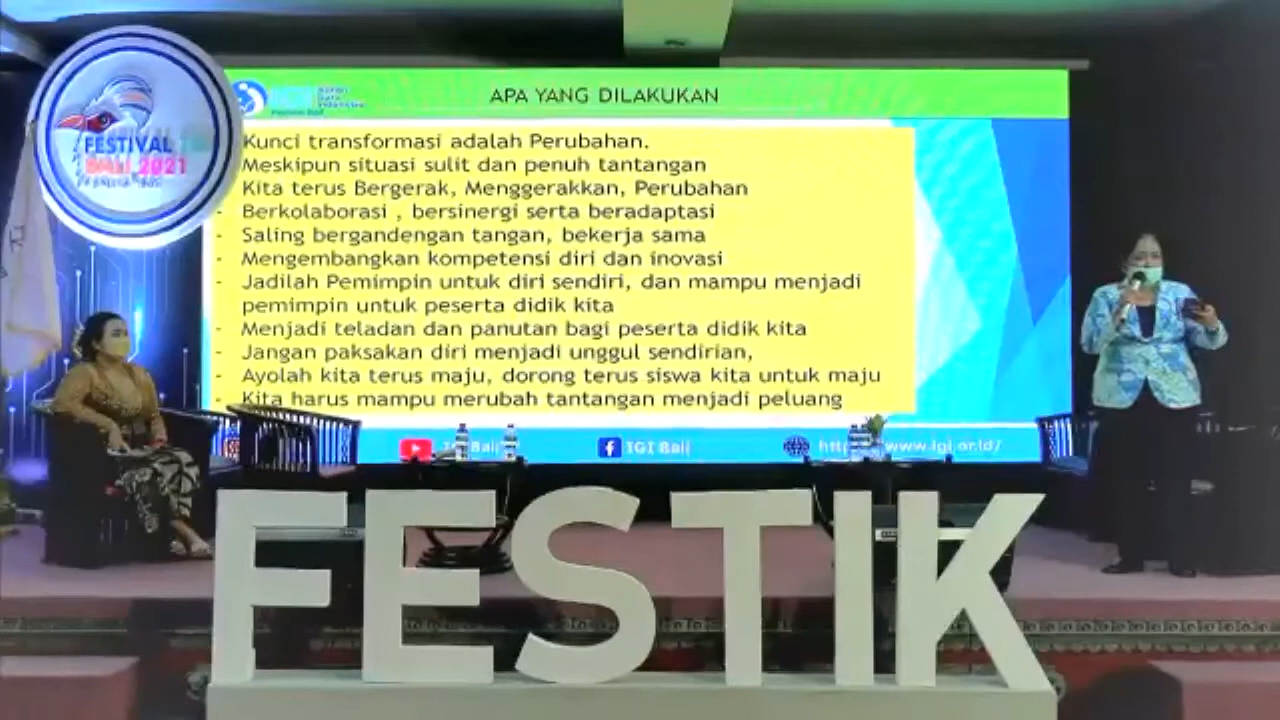 APA YANG DILAKUKAN
FESTIVAL
BALI 2021
Kunci transformasi adalah Perubahan.
Meskipun situasi sulit dan penuh tantangan
Kita terus Bergerak, Menggerakkan, Perubahan
- Berkolaborasi , bersinergi serta beradaptasi
- Saling bergandengan tangan, bekerja sama
- Mengembangkan kompetensi diri dan inovasi
- Jadilah Pemimpin untuk diri sendiri, dan mampu menjadi
pemimpin untuk peserta didik kita
- Menjadi teladan dan panutan bagi peserta didik kita
- Jangan paksakan diri menjadi unggul sendirian,
- Ayolah kita terus maju, dorong terus siswa kita untuk maju
- Kita harus mampu merubah tantangan menjadi peluang
IGI Bali
IGI Bali
www.igi.or.id/
FESTIK